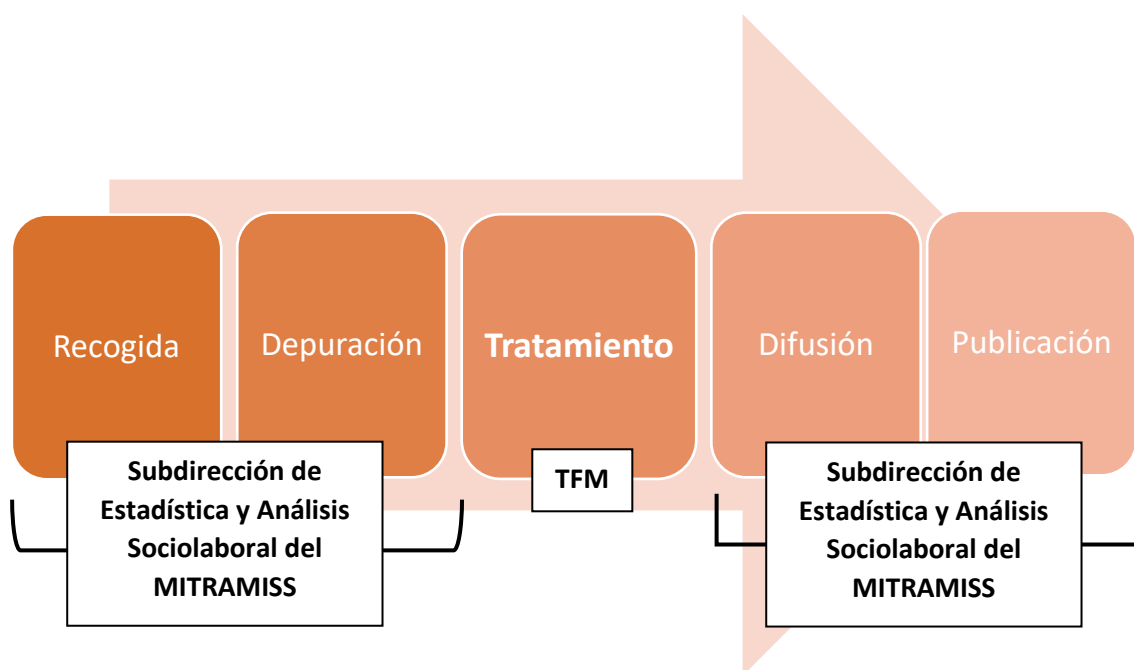 Recogida
Depuración
Tratamiento
Difusión
Publicación
Subdirección de
Estadística y Análisis
Sociolaboral del
MITRAMISS
TFM
Subdirección de
Estadística y Análisis
Sociolaboral del
MITRAMISS